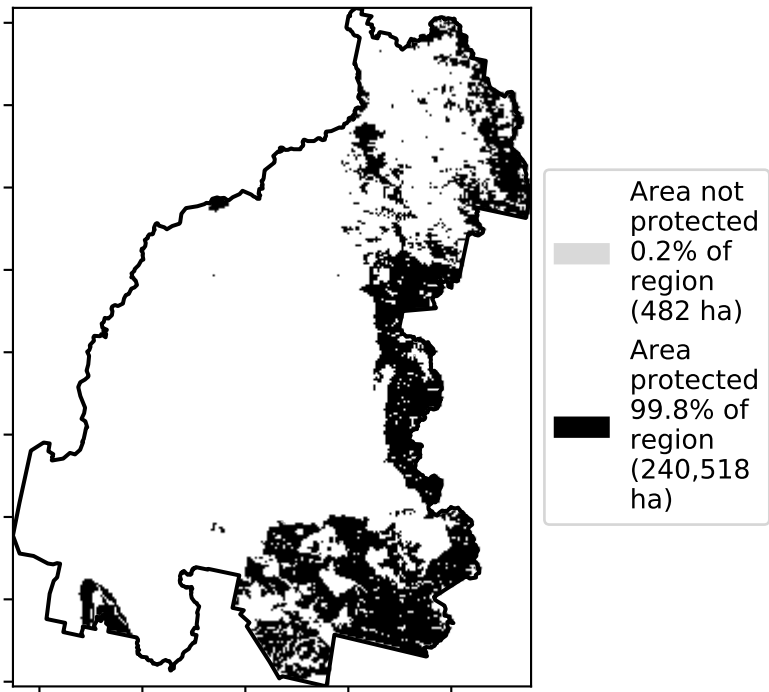 Area not
protected
0.2% of
region
(482 ha)
Area
protected
99.8% of
region
(240,518
ha)